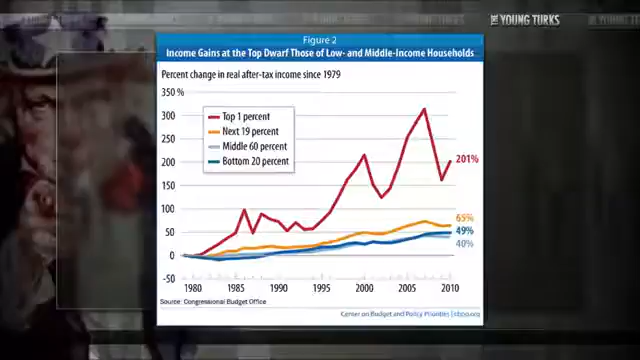 THE YOUNG TURKS
Figure 2
Income Gains at the Top Dwarf Those of Low- and Middle-Income Households
Percent change in real after-tax income since 1979
350 %
300
250
200
150
100
50
0
-50
Top 1 percent
Next 19 percent
Middle 60 percent
Bottom 20 percent
201%
65%
49%
40%
1980
1985
1990
1995
2000
2005
2010
Source: Congressional Budget Office
Center on Budget and Policy Priorities | cbpp.org